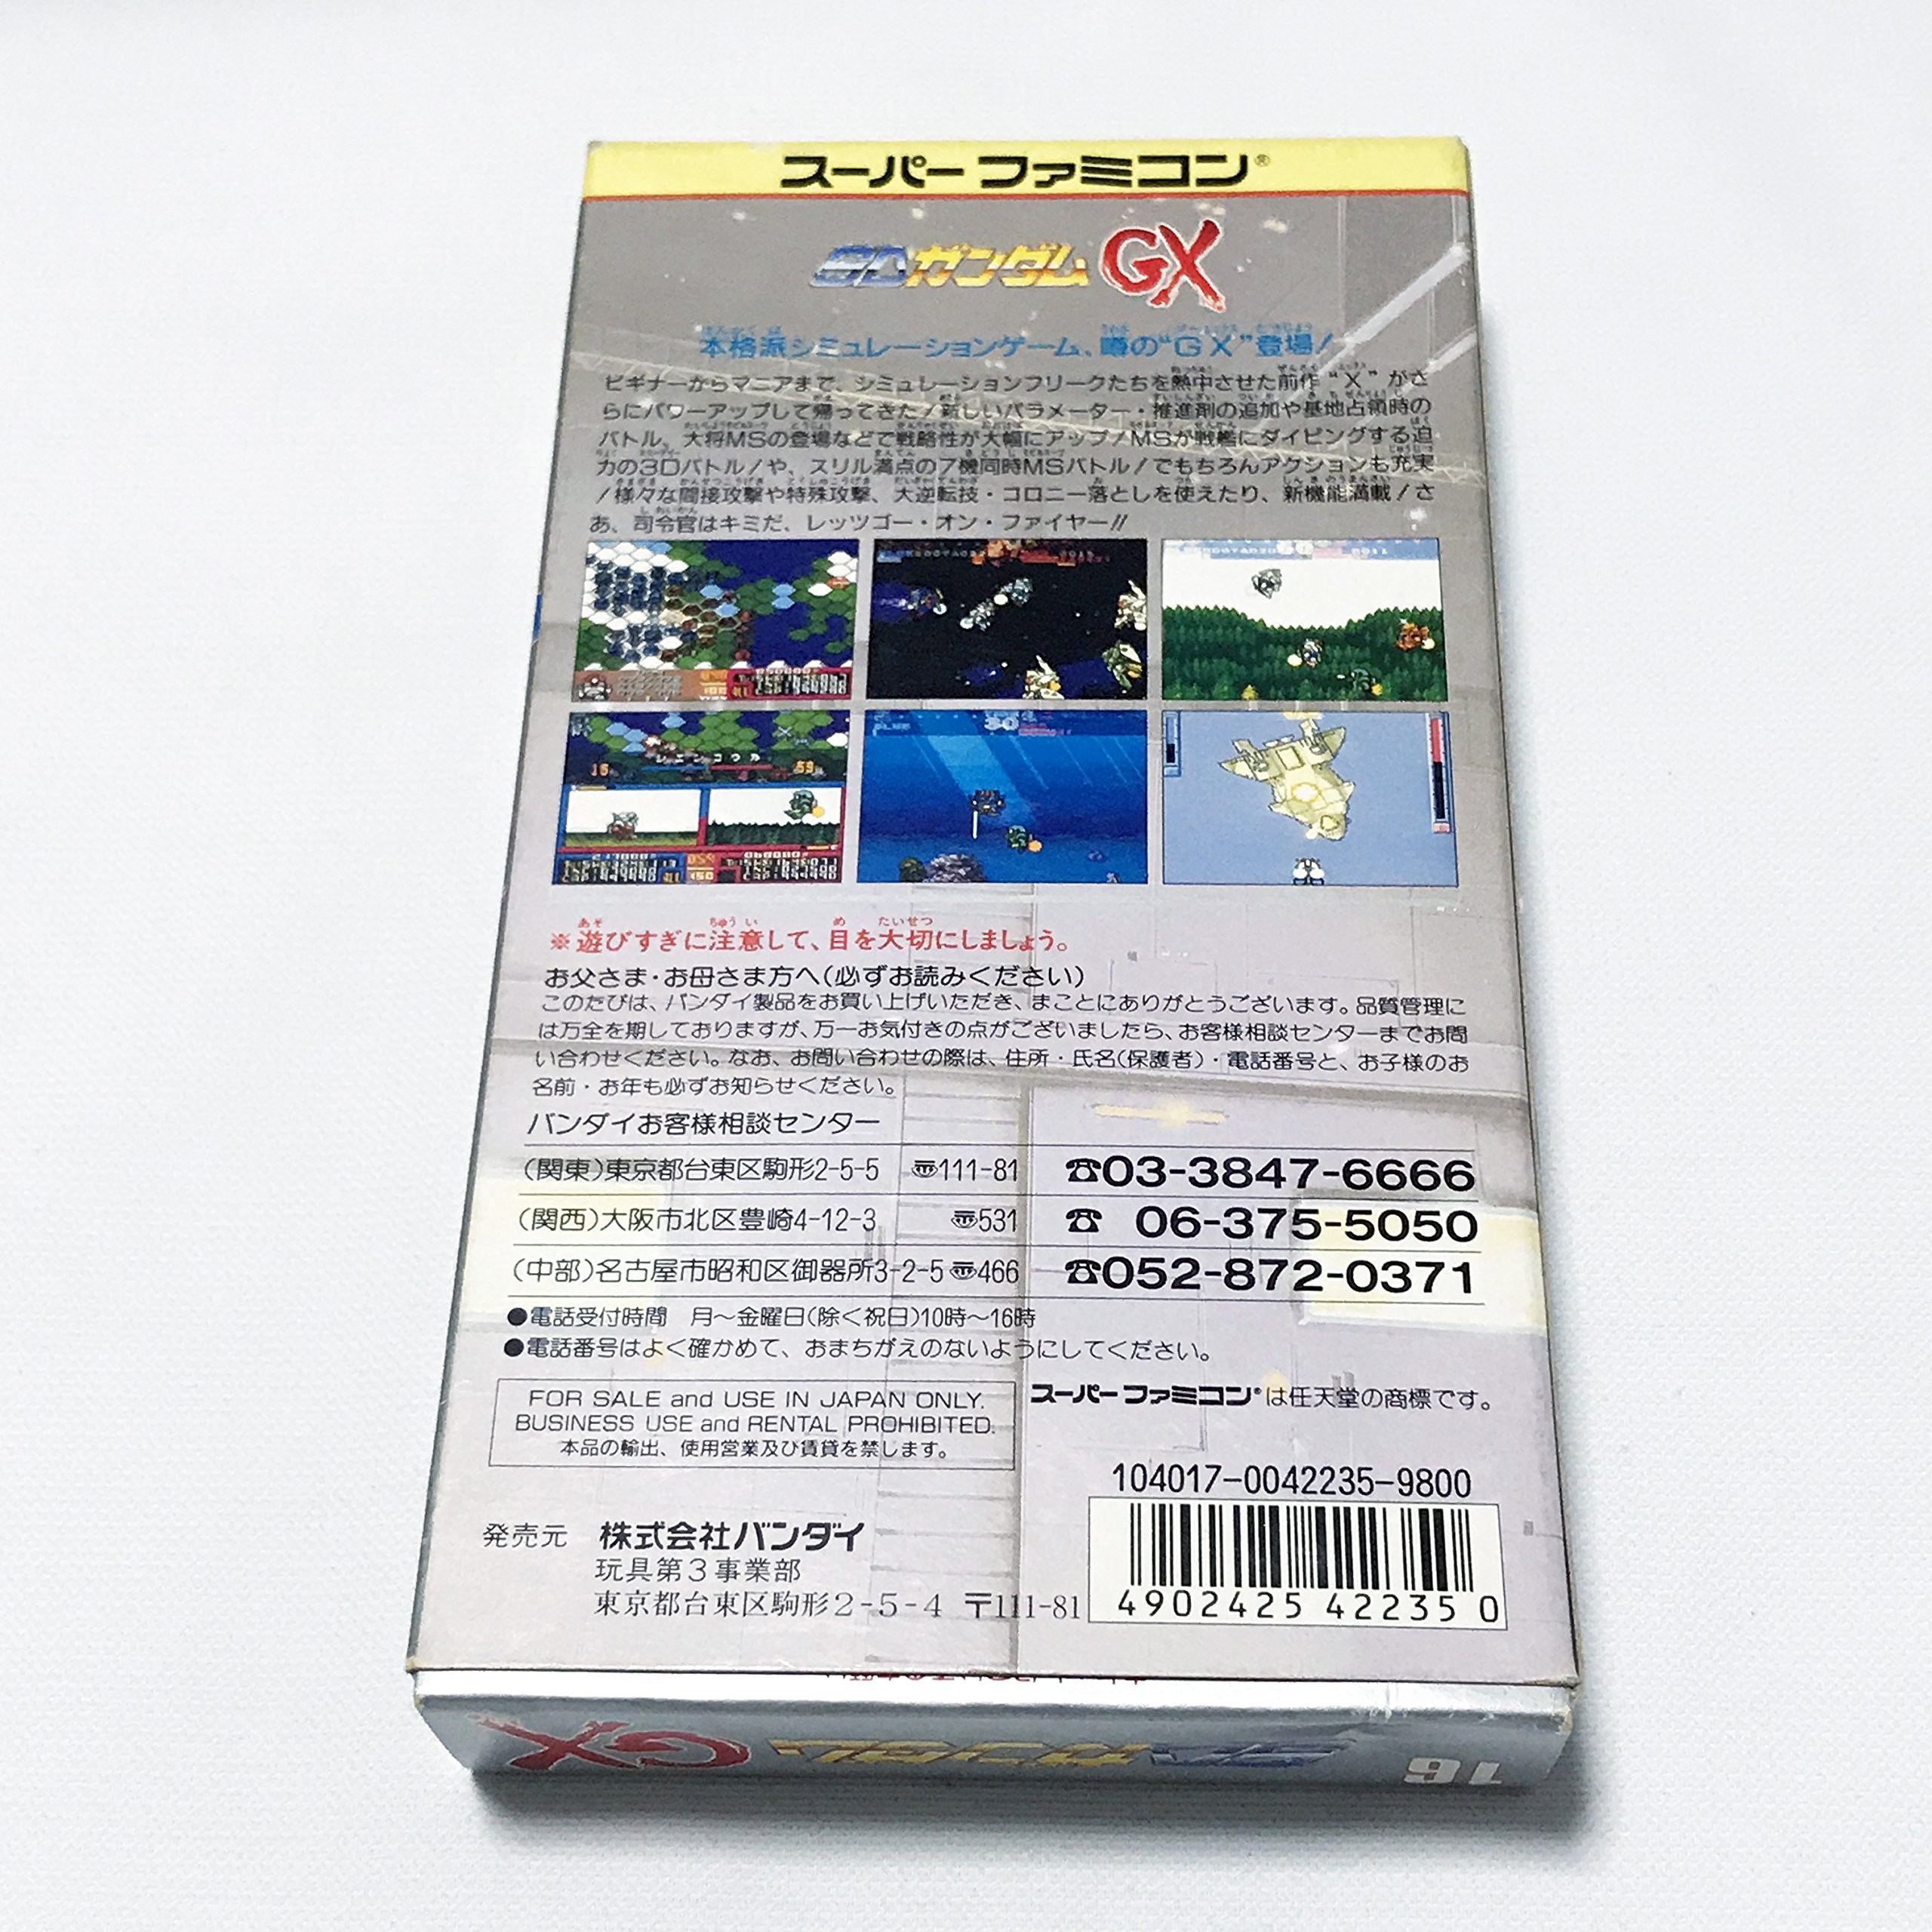 スーパーファミコン®
SDガンダムGX
本格派シミュレーションゲーム、噂の“GX”登場!
ビギナーからマニアまで、シミュレーションフリークたちを熱中させた前作“X”がさ
らにパワーアップして帰ってきた!新しいパラメーター・推進剤の追加や基地占領時の
バトル、大将MSの登場などで戦略性が大幅にアップ!MSが戦艦にダイビングする迫
力の3Dバトル!や、スリル満点の7機同時MSバトル!でもちろんアクションも充実
!様々な間接攻撃や特殊攻撃、大逆転技・コロニー落としを使えたり、新機能満載!さ
あ、司令官はキミだ、レッツゴー・オン・ファイヤー!!
※遊びすぎに注意して、目を大切にしましょう。
お父さま・お母さま方へ(必ずお読みください)
このたびは、バンダイ製品をお買い上げいただき、まことにありがとうございます。品質管理に
は万全を期しておりますが、万一お気付きの点がございましたら、お客様相談センターまでお問
い合わせください。なお、お問い合わせの際は、住所・氏名(保護者)・電話番号と、お子様のお
名前・お年も必ずお知らせください。
バンダイお客様相談センター
(関東)東京都台東区駒形2-5-5 〠111-81 ☎03-3847-6666
(関西)大阪市北区豊崎4-12-3 〠531 ☎06-375-5050
(中部)名古屋市昭和区御器所3-2-5 〠466 ☎052-872-0371
●電話受付時間 月〜金曜日(除く祝日)10時〜16時
●電話番号はよく確かめて、おまちがえのないようにしてください。
FOR SALE and USE IN JAPAN ONLY.
BUSINESS USE and RENTAL PROHIBITED.
本品の輸出、使用営業及び賃貸を禁じます。
スーパーファミコン®は任天堂の商標です。
104017-0042235-9800
発売元 株式会社バンダイ
玩具第3事業部
東京都台東区駒形2-5-4 〒111-81
4902425422350
SDガンダムGX
16